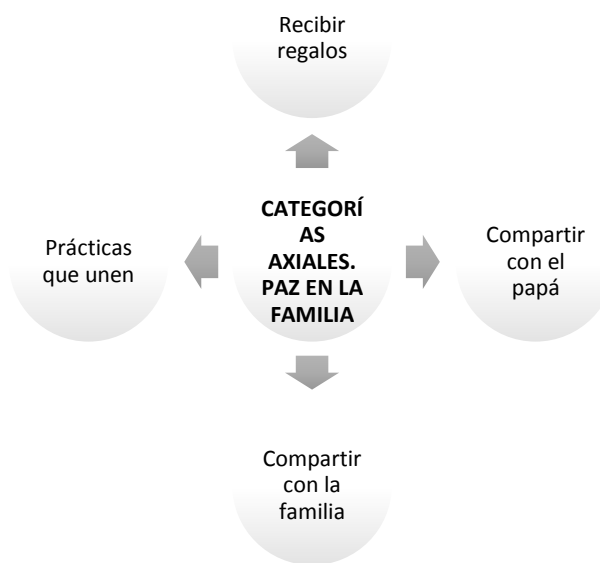 Recibir
regalos
Prácticas
que unen
CATEGORÍ
AS
AXIALES.
PAZ EN LA
FAMILIA
Compartir
con el
papá
Compartir
con la
familia